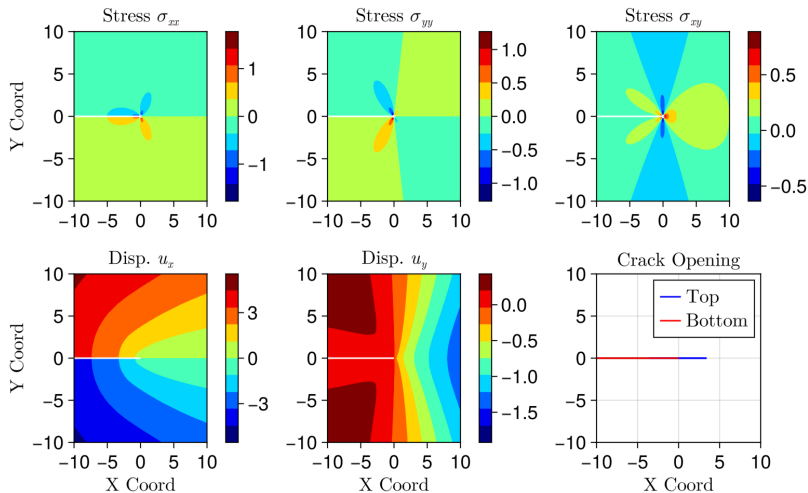 Stress σxx
Stress σyy
Stress σxy
Y Coord
10
5
0
−5
−10
−10 −5 0 5 10
1
0
−1
10
5
0
−5
−10
−10 −5 0 5 10
1.0
0.5
0.0
−0.5
−1.0
10
5
0
−5
−10
−10 −5 0 5 10
0.5
0.0
−0.5
Disp. ux
Disp. uy
Crack Opening
Y Coord
10
5
0
−5
−10
−10 −5 0 5 10
X Coord
3
0
−3
10
5
0
−5
−10
−10 −5 0 5 10
X Coord
0.0
−0.5
−1.0
−1.5
Top
Bottom
10
5
0
−5
−10
−10 −5 0 5 10
X Coord